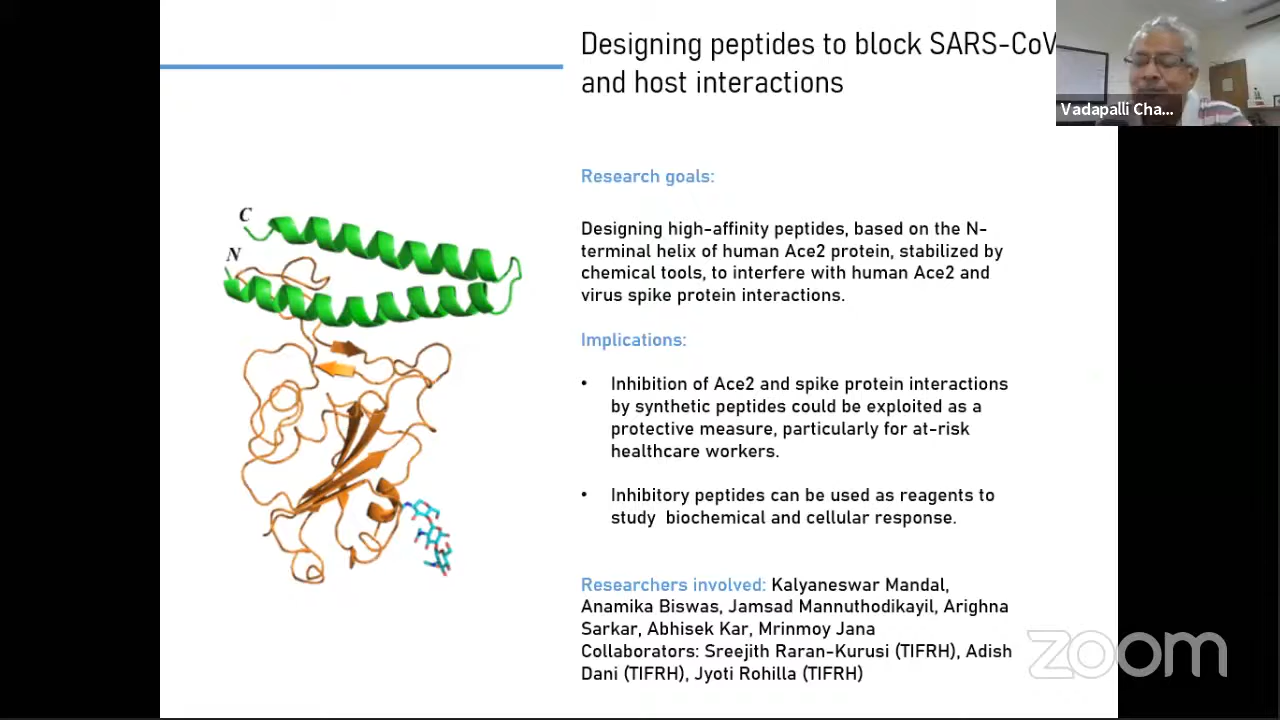 Designing peptides to block SARS-CoV
and host interactions
Vadapalli Cha...
Research goals:
Designing high-affinity peptides, based on the N-
terminal helix of human Ace2 protein, stabilized by
chemical tools, to interfere with human Ace2 and
virus spike protein interactions.
Implications:
• Inhibition of Ace2 and spike protein interactions
by synthetic peptides could be exploited as a
protective measure, particularly for at-risk
healthcare workers.
• Inhibitory peptides can be used as reagents to
study biochemical and cellular response.
Researchers involved: Kalyaneswar Mandal,
Anamika Biswas, Jamsad Mannuthodikayil, Arighna
Sarkar, Abhisek Kar, Mrinmoy Jana
Collaborators: Sreejith Raran-Kurusi (TIFRH), Adish
Dani (TIFRH), Jyoti Rohilla (TIFRH)
C
N
zoom